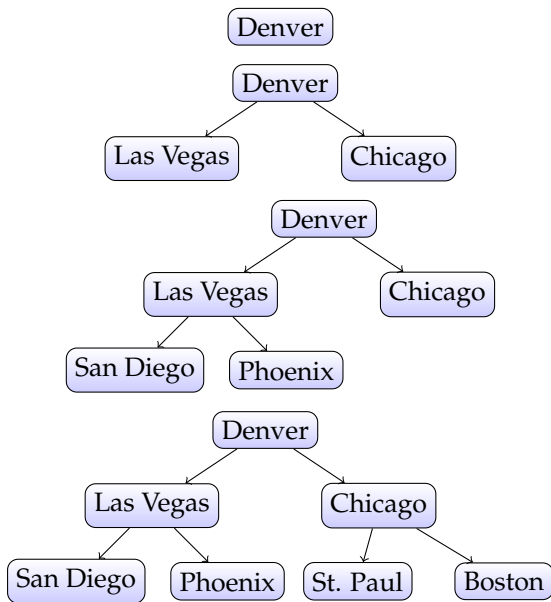 Denver
Denver
Las Vegas Chicago
Denver
Las Vegas Chicago
San Diego Phoenix
Denver
Las Vegas Chicago
San Diego Phoenix St. Paul Boston